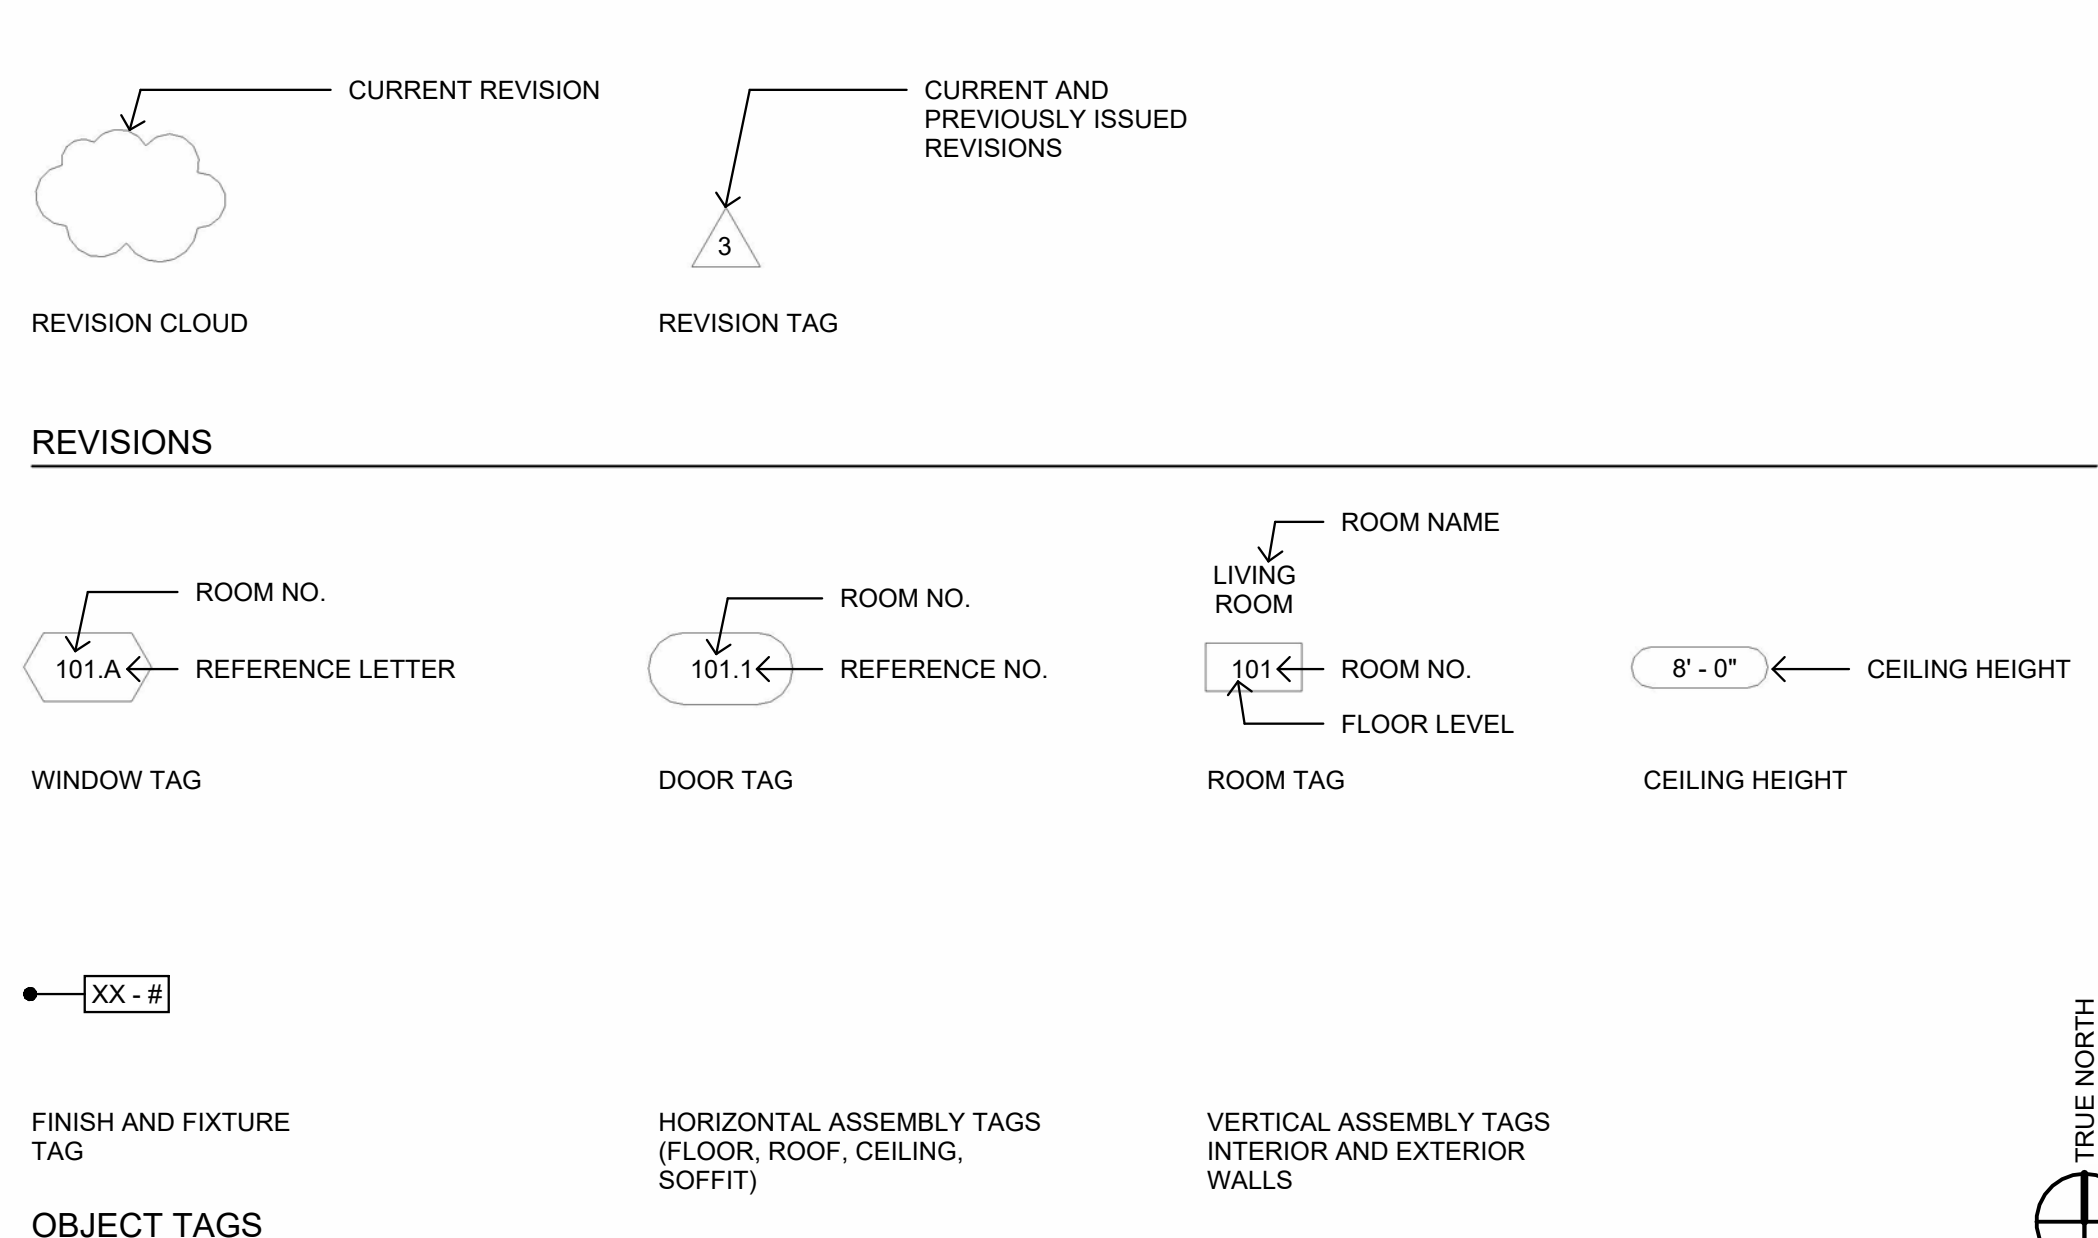 CURRENT REVISION
CURRENT AND
PREVIOUSLY ISSUED
REVISIONS
3
REVISION CLOUD
REVISION TAG
REVISIONS
ROOM NO.
101.A
REFERENCE LETTER
WINDOW TAG
ROOM NO.
101.1
REFERENCE NO.
DOOR TAG
ROOM NAME
LIVING
ROOM
101
ROOM NO.
FLOOR LEVEL
ROOM TAG
8' - 0"
CEILING HEIGHT
CEILING HEIGHT
XX - #
FINISH AND FIXTURE
TAG
HORIZONTAL ASSEMBLY TAGS
(FLOOR, ROOF, CEILING,
SOFFIT)
VERTICAL ASSEMBLY TAGS
INTERIOR AND EXTERIOR
WALLS
TRUE NORTH
OBJECT TAGS